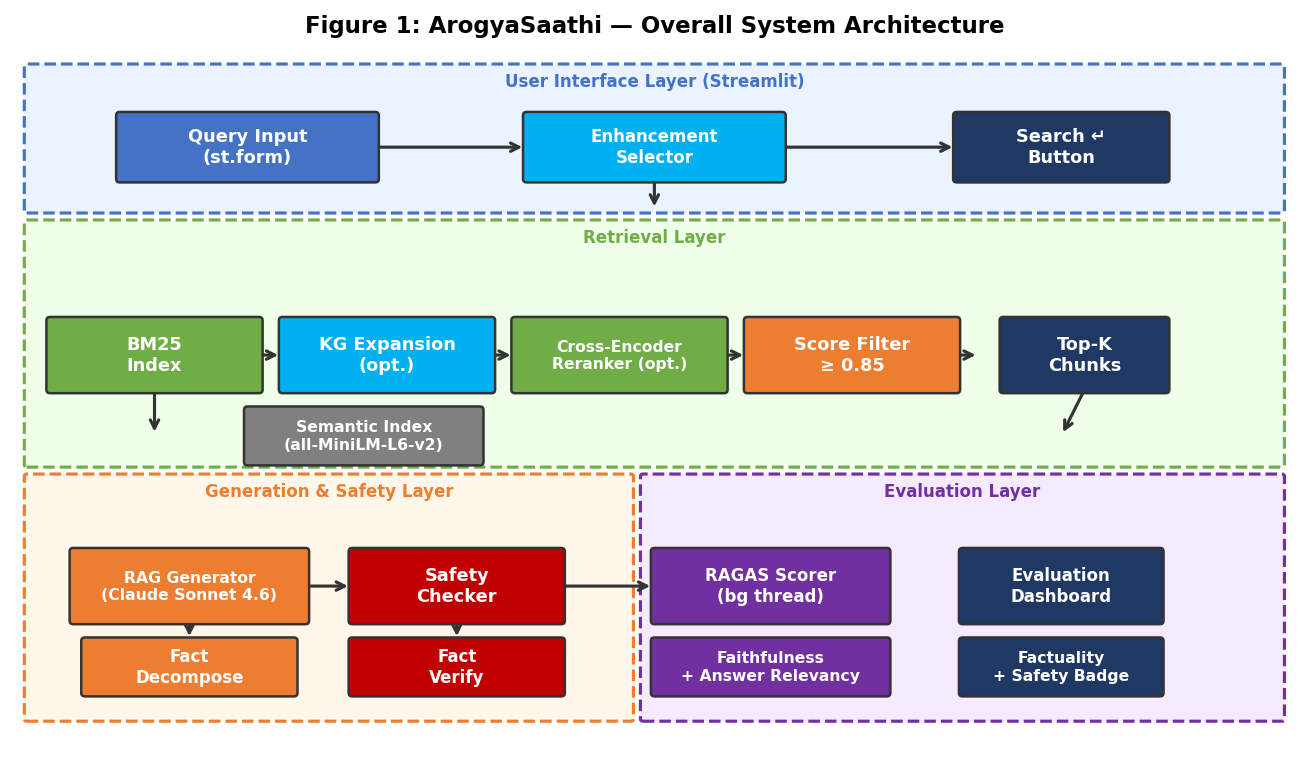 Figure 1: ArogyaSaathi — Overall System Architecture
User Interface Layer (Streamlit)
Query Input
(st.form)
Enhancement
Selector
Search ↵
Button
Retrieval Layer
BM25
Index
KG Expansion
(opt.)
Cross-Encoder
Reranker (opt.)
Score Filter
≥ 0.85
Top-K
Chunks
Semantic Index
(all-MiniLM-L6-v2)
Generation & Safety Layer
RAG Generator
(Claude Sonnet 4.6)
Safety
Checker
Fact
Decompose
Fact
Verify
Evaluation Layer
RAGAS Scorer
(bg thread)
Evaluation
Dashboard
Faithfulness
+ Answer Relevancy
Factuality
+ Safety Badge